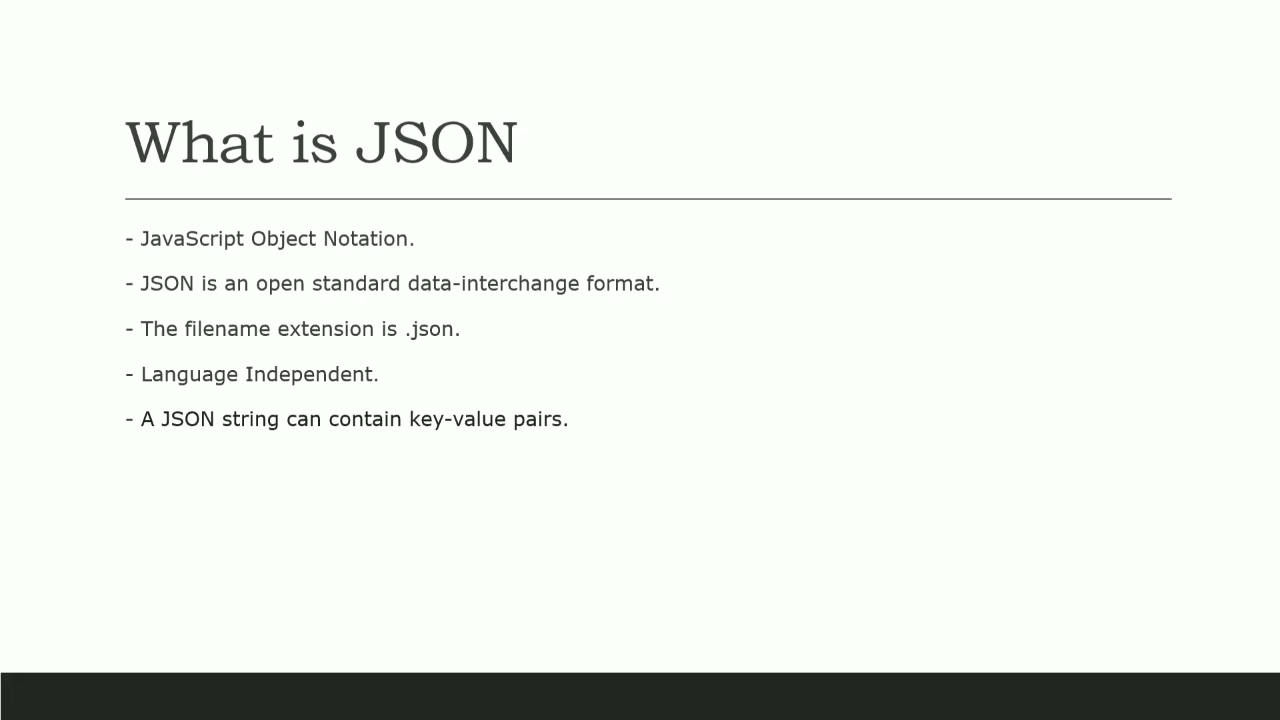 What is JSON
- JavaScript Object Notation.
- JSON is an open standard data-interchange format.
- The filename extension is .json.
- Language Independent.
- A JSON string can contain key-value pairs.